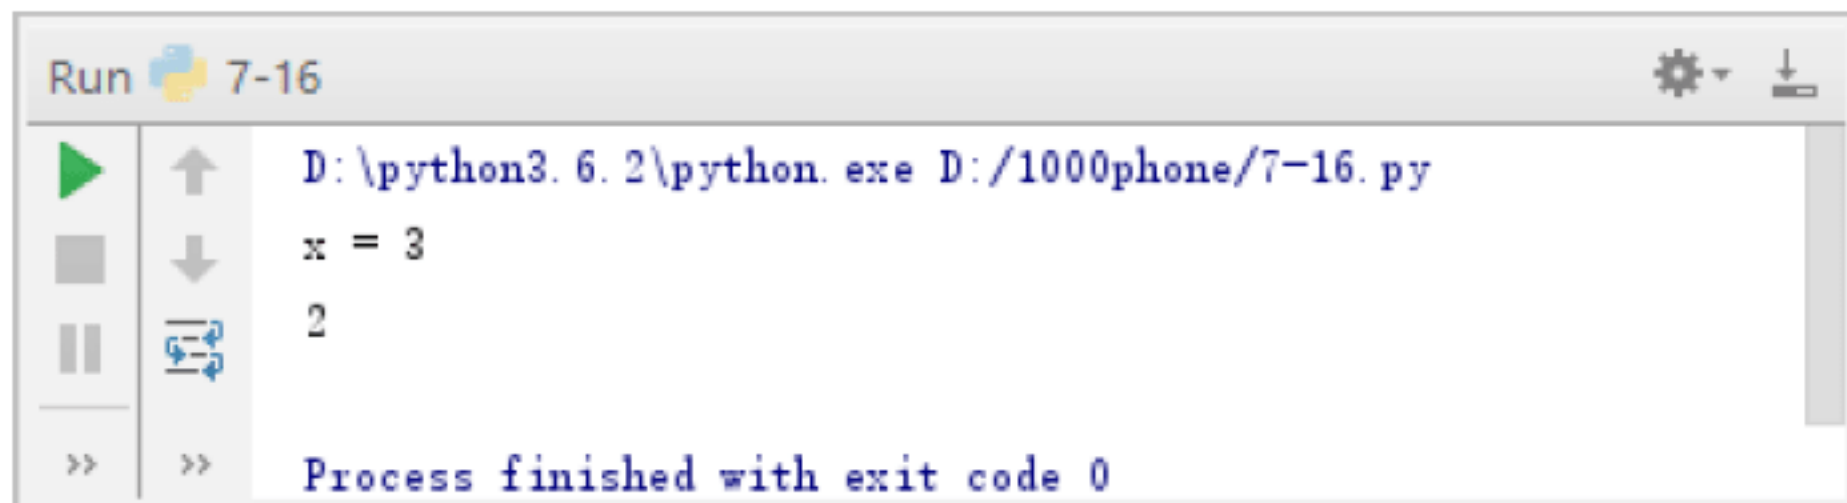 Run 7-16
D:\python3.6.2\python.exe D:/1000phone/7-16.py
x = 3
2
Process finished with exit code 0